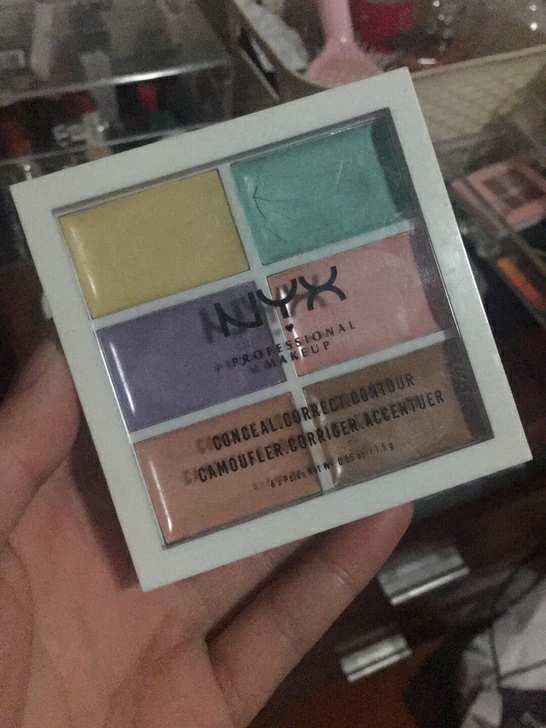 NYX
PROFESSIONAL
MAKEUP
CONCEAL.CORRECT.CONTOUR
CAMOUFLER.CORRIGER.ACCENTUER